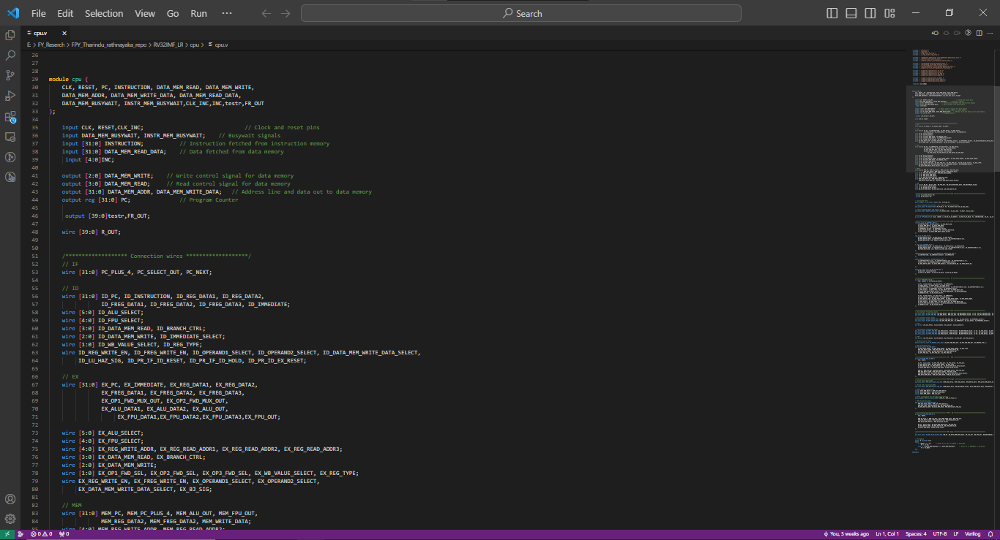 File Edit Selection View Go Run ··· Search
cpu.v
E: > FY_Reserch > FPY_Tharindu_rathnayaka_repo > RV32IMF_LR > cpu > cpu.v
26
27
28
29 module cpu (
30 CLK, RESET, PC, INSTRUCTION, DATA_MEM_READ, DATA_MEM_WRITE,
31 DATA_MEM_ADDR, DATA_MEM_WRITE_DATA, DATA_MEM_READ_DATA,
32 DATA_MEM_BUSYWAIT, INSTR_MEM_BUSYWAIT,CLK_INC,INC,testr,FR_OUT
33 );
34
35 input CLK, RESET,CLK_INC; // Clock and reset pins
36 input DATA_MEM_BUSYWAIT, INSTR_MEM_BUSYWAIT; // Busywait signals
37 input [31:0] INSTRUCTION; // Instruction fetched from instruction memory
38 input [31:0] DATA_MEM_READ_DATA; // Data fetched from data memory
39 input [4:0]INC;
40
41 output [2:0] DATA_MEM_WRITE; // Write control signal for data memory
42 output [3:0] DATA_MEM_READ; // Read control signal for data memory
43 output [31:0] DATA_MEM_ADDR, DATA_MEM_WRITE_DATA; // Address line and data out to data memory
44 output reg [31:0] PC; // Program Counter
45
46 output [39:0]testr,FR_OUT;
47
48 wire [39:0] R_OUT;
49
50
51 /******************* Connection wires *******************/
52 // IF
53 wire [31:0] PC_PLUS_4, PC_SELECT_OUT, PC_NEXT;
54
55 // ID
56 wire [31:0] ID_PC, ID_INSTRUCTION, ID_REG_DATA1, ID_REG_DATA2,
57 ID_FREG_DATA1, ID_FREG_DATA2, ID_FREG_DATA3, ID_IMMEDIATE;
58 wire [5:0] ID_ALU_SELECT;
59 wire [4:0] ID_FPU_SELECT;
60 wire [3:0] ID_DATA_MEM_READ, ID_BRANCH_CTRL;
61 wire [2:0] ID_DATA_MEM_WRITE, ID_IMMEDIATE_SELECT;
62 wire [1:0] ID_WB_VALUE_SELECT, ID_REG_TYPE;
63 wire ID_REG_WRITE_EN, ID_FREG_WRITE_EN, ID_OPERAND1_SELECT, ID_OPERAND2_SELECT, ID_DATA_MEM_WRITE_DATA_SELECT,
64 ID_LU_HAZ_SIG, ID_PR_IF_ID_RESET, ID_PR_IF_ID_HOLD, ID_PR_ID_EX_RESET;
65
66 // EX
67 wire [31:0] EX_PC, EX_IMMEDIATE, EX_REG_DATA1, EX_REG_DATA2,
68 EX_FREG_DATA1, EX_FREG_DATA2, EX_FREG_DATA3,
69 EX_OP1_FWD_MUX_OUT, EX_OP2_FWD_MUX_OUT,
70 EX_ALU_DATA1, EX_ALU_DATA2, EX_ALU_OUT,
71 EX_FPU_DATA1,EX_FPU_DATA2,EX_FPU_DATA3,EX_FPU_OUT;
72
73 wire [5:0] EX_ALU_SELECT;
74 wire [4:0] EX_FPU_SELECT;
75 wire [4:0] EX_REG_WRITE_ADDR, EX_REG_READ_ADDR1, EX_REG_READ_ADDR2, EX_REG_READ_ADDR3;
76 wire [3:0] EX_DATA_MEM_READ, EX_BRANCH_CTRL;
77 wire [2:0] EX_DATA_MEM_WRITE;
78 wire [1:0] EX_OP1_FWD_SEL, EX_OP2_FWD_SEL, EX_OP3_FWD_SEL, EX_WB_VALUE_SELECT, EX_REG_TYPE;
79 wire EX_REG_WRITE_EN, EX_FREG_WRITE_EN, EX_OPERAND1_SELECT, EX_OPERAND2_SELECT,
80 EX_DATA_MEM_WRITE_DATA_SELECT, EX_BJ_SIG;
81
82 // MEM
83 wire [31:0] MEM_PC, MEM_PC_PLUS_4, MEM_ALU_OUT, MEM_FPU_OUT,
84 MEM_REG_DATA2, MEM_FREG_DATA2, MEM_WRITE_DATA;
85 wire [4:0] MEM_REG_WRITE_ADDR, MEM_REG_READ_ADDR2;
0 0 0 You, 3 weeks ago Ln 1, Col 1 Spaces: 4 UTF-8 LF Verilog